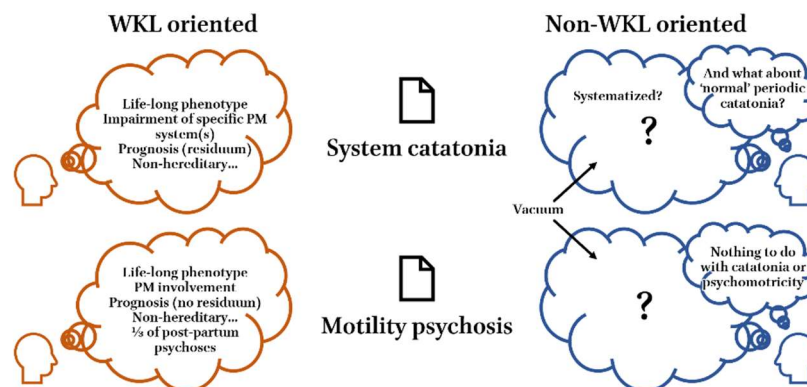 WKL oriented
Non-WKL oriented
Life-long phenotype
Impairment of specific PM
system(s)
Prognosis (residuum)
Non-hereditary...
System catatonia
Systematized?
?
And what about
'normal' periodic
catatonia?
Vacuum
Life-long phenotype
PM involvement
Prognosis (no residuum)
Non-hereditary...
⅓ of post-partum
psychoses
Motility psychosis
?
Nothing to do
with catatonia or
psychomotricity